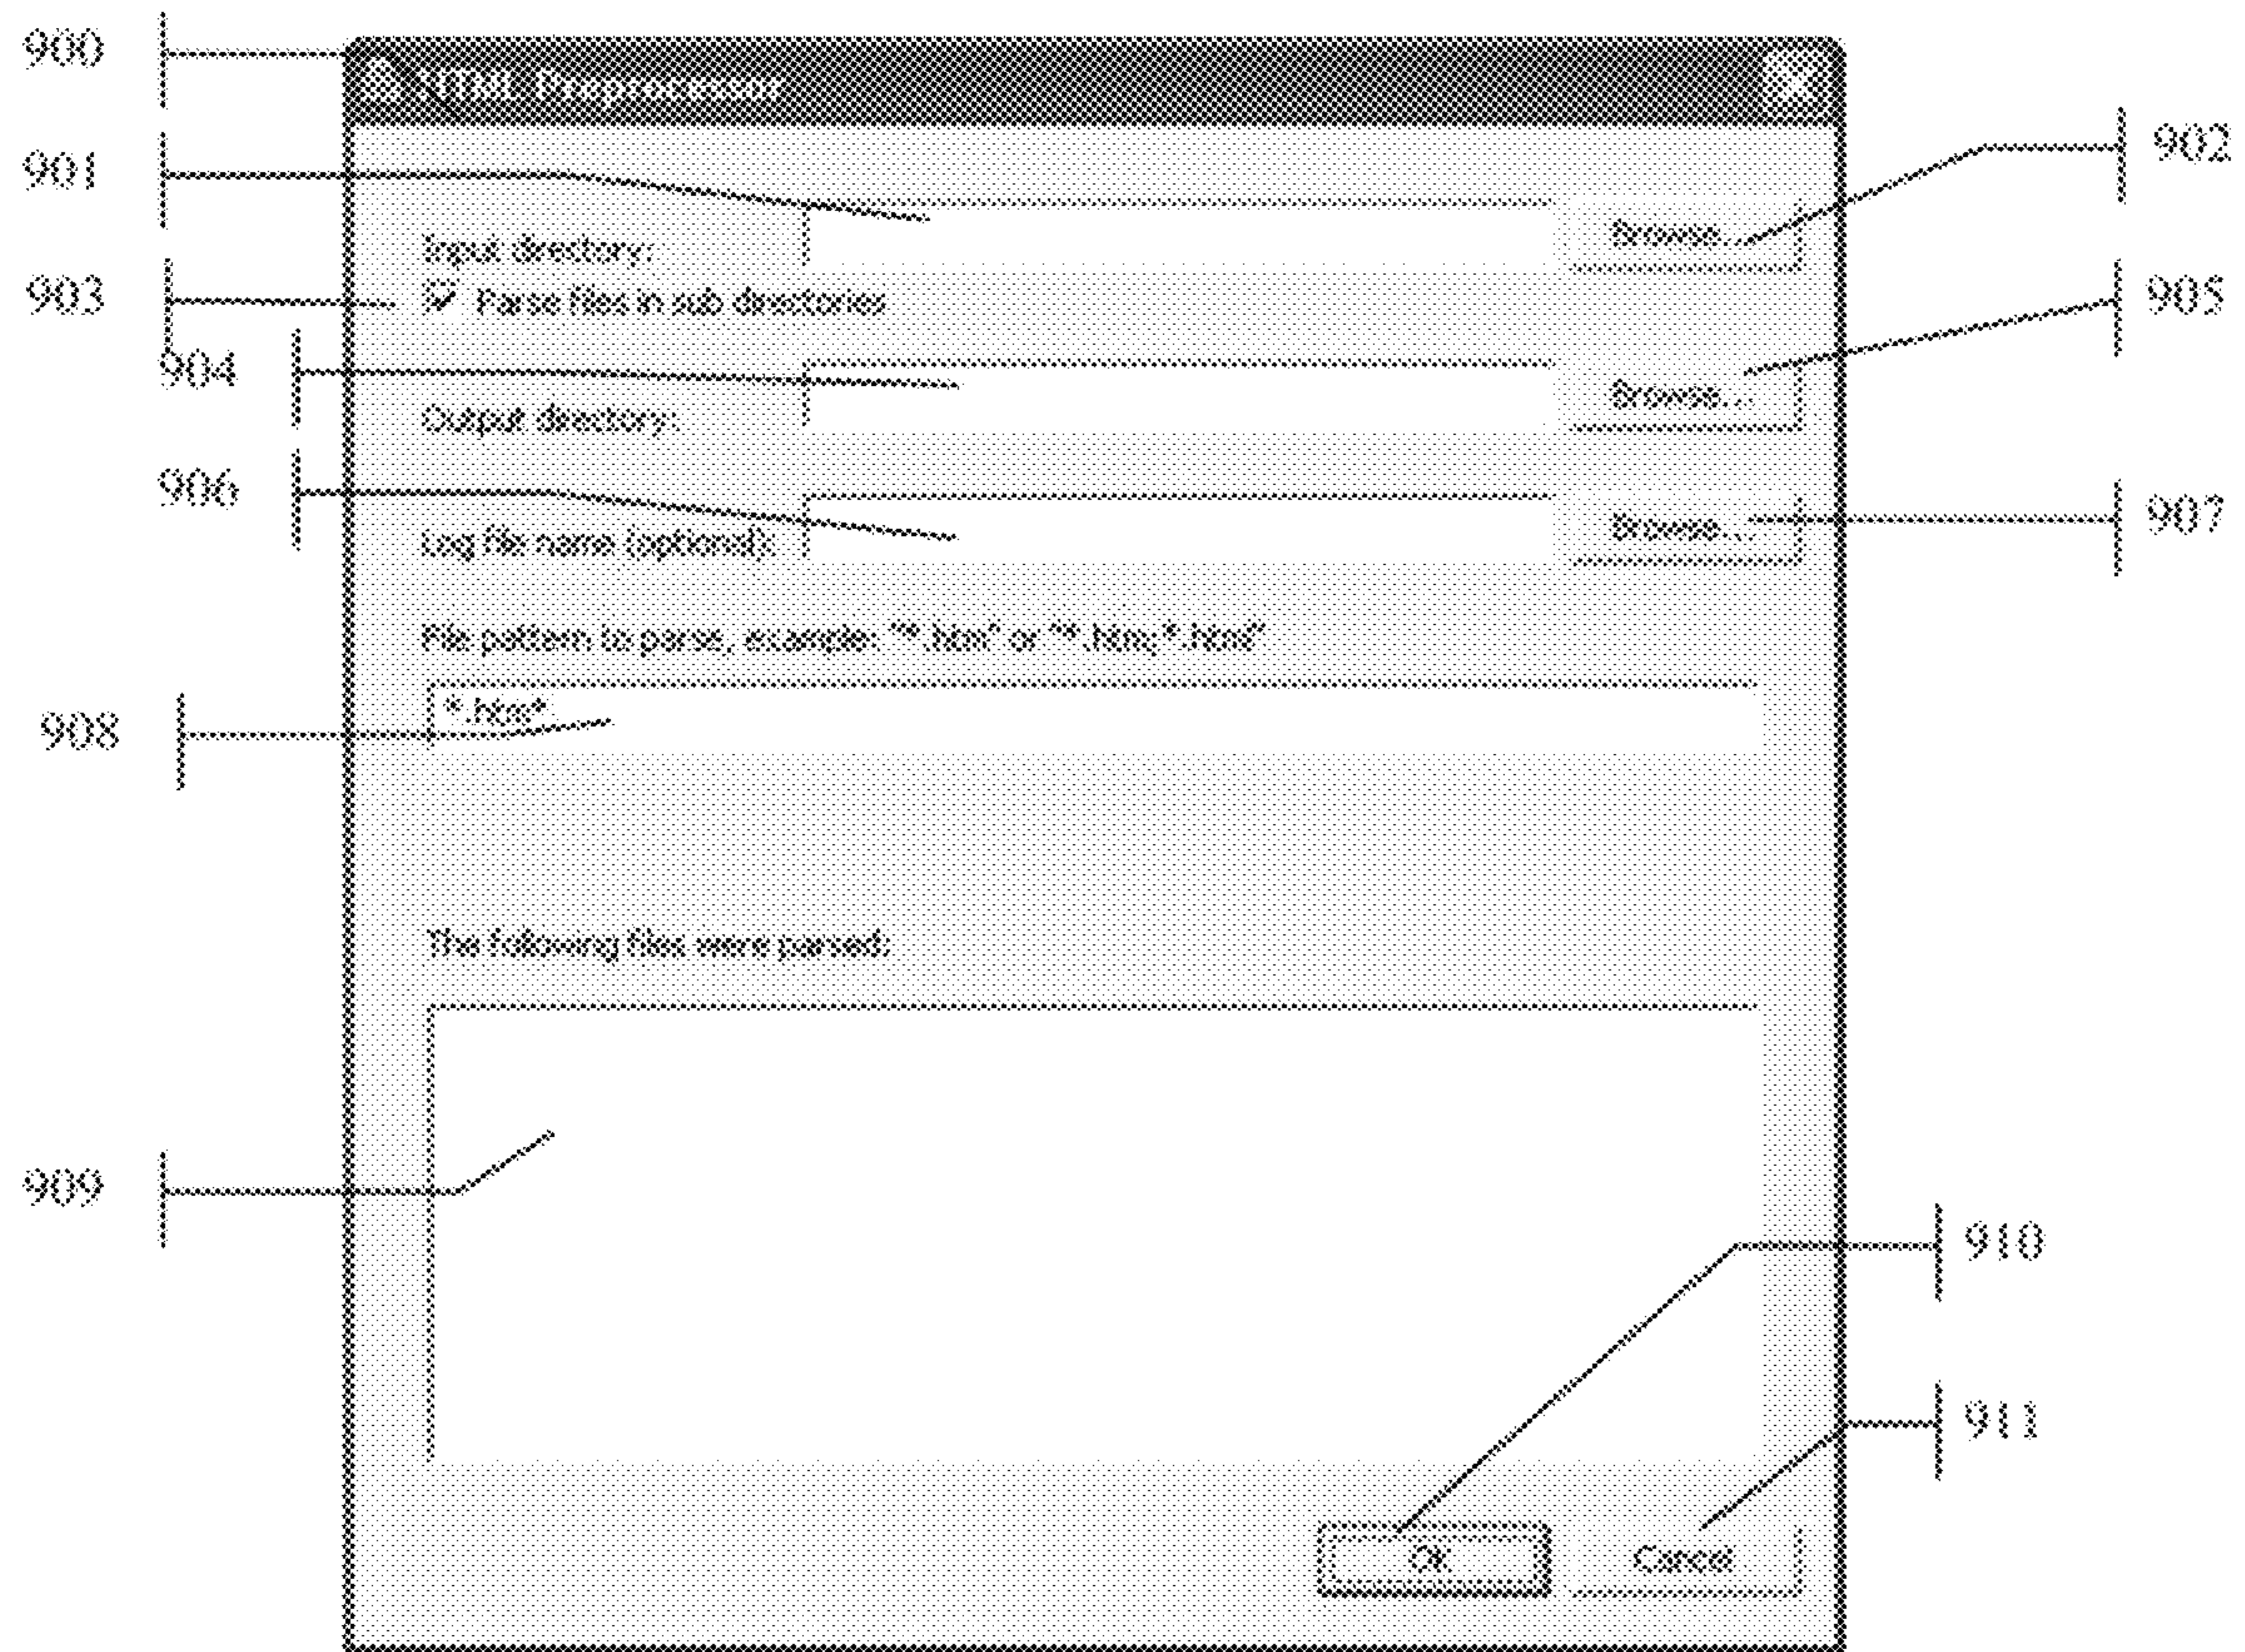 900
HTML Preprocessor
901
902
Input directory:
Browse...
903
Parse files in sub directories
905
904
Output directory:
Browse...
906
Log file name (optional):
Browse...
907
File pattern to parse, example: "*.htm" or "*.htm;*.html"
908
*.htm*
The following files were parsed:
909
910
911
OK
Cancel